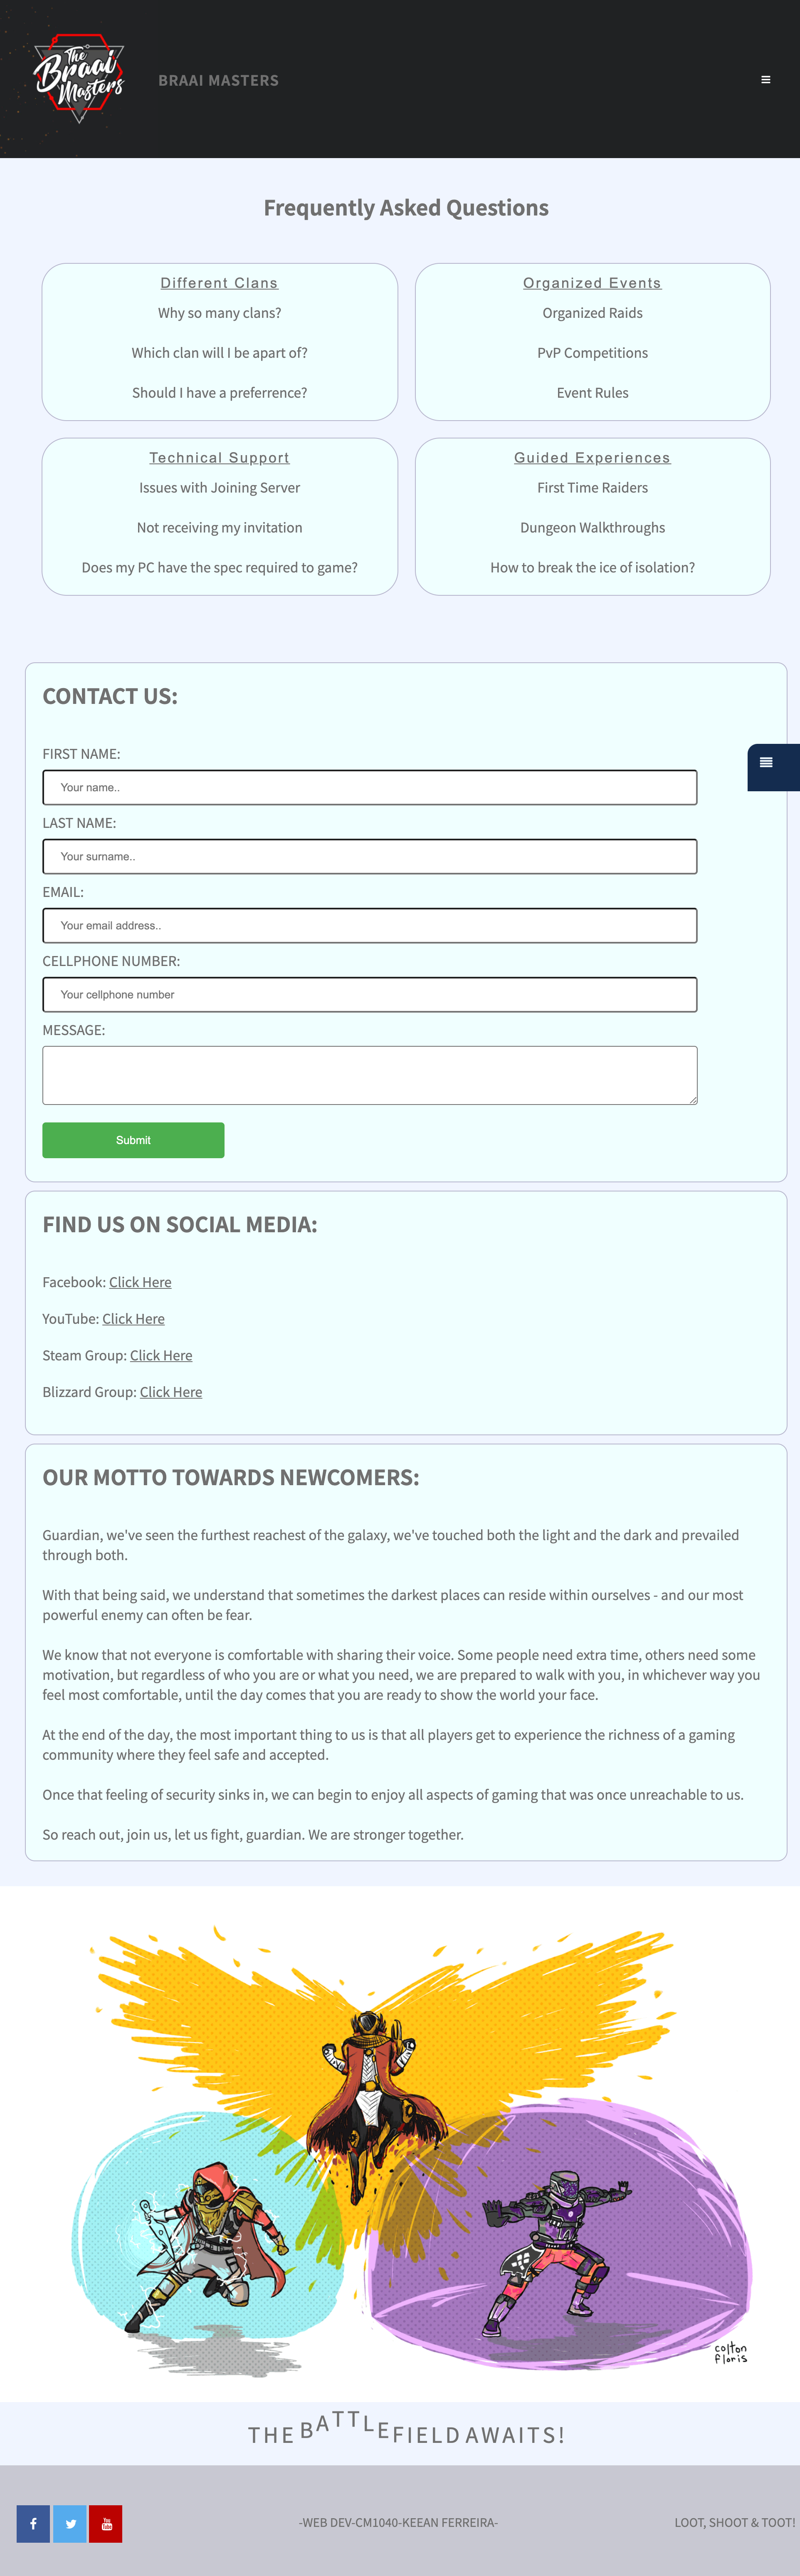 The
Braai
Masters
BRAAI MASTERS
Frequently Asked Questions
Different Clans
Why so many clans?
Which clan will I be apart of?
Should I have a preferrence?
Organized Events
Organized Raids
PvP Competitions
Event Rules
Technical Support
Issues with Joining Server
Not receiving my invitation
Does my PC have the spec required to game?
Guided Experiences
First Time Raiders
Dungeon Walkthroughs
How to break the ice of isolation?
CONTACT US:
FIRST NAME:
Your name..
LAST NAME:
Your surname..
EMAIL:
Your email address..
CELLPHONE NUMBER:
Your cellphone number
MESSAGE:
Submit
FIND US ON SOCIAL MEDIA:
Facebook: Click Here
YouTube: Click Here
Steam Group: Click Here
Blizzard Group: Click Here
OUR MOTTO TOWARDS NEWCOMERS:
Guardian, we've seen the furthest reachest of the galaxy, we've touched both the light and the dark and prevailed
through both.
With that being said, we understand that sometimes the darkest places can reside within ourselves - and our most
powerful enemy can often be fear.
We know that not everyone is comfortable with sharing their voice. Some people need extra time, others need some
motivation, but regardless of who you are or what you need, we are prepared to walk with you, in whichever way you
feel most comfortable, until the day comes that you are ready to show the world your face.
At the end of the day, the most important thing to us is that all players get to experience the richness of a gaming
community where they feel safe and accepted.
Once that feeling of security sinks in, we can begin to enjoy all aspects of gaming that was once unreachable to us.
So reach out, join us, let us fight, guardian. We are stronger together.
colton
floris
THE BATTLEFIELD AWAITS!
f
You
Tube
-WEB DEV-CM1040-KEEAN FERREIRA-
LOOT, SHOOT & TOOT!